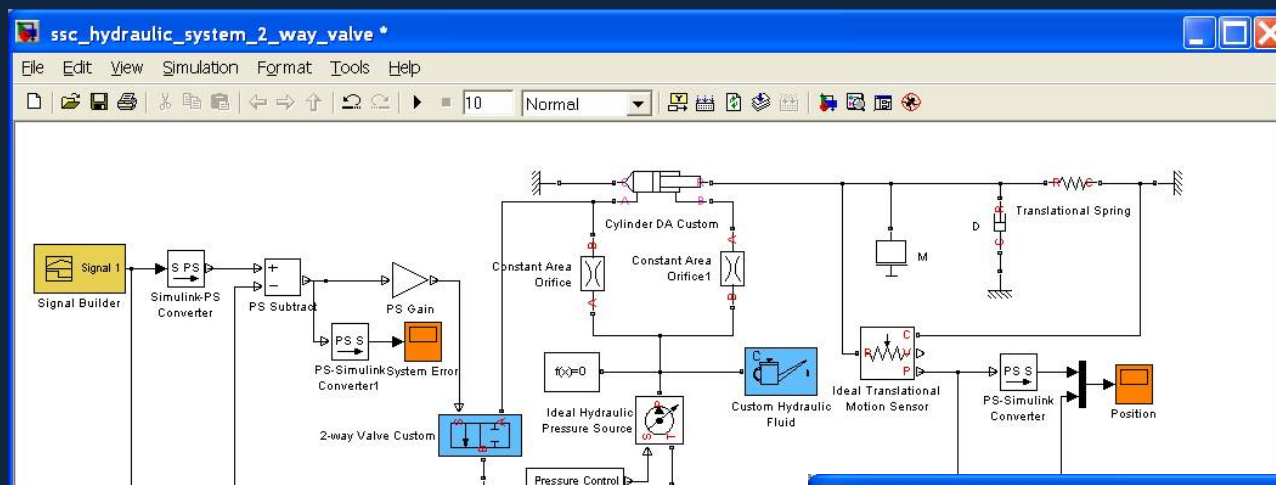 ssc_hydraulic_system_2_way_valve *
File Edit View Simulation Format Tools Help
10 Normal
C R
A B
Cylinder DA Custom
R C
Translational Spring
R
D
C
M
Signal 1
Signal Builder
S PS
Simulink-PS
Converter
+
−
PS Subtract
PS Gain
B
Constant Area
Orifice
A
A
Constant Area
Orifice1
B
PS S
PS-Simulink
Converter1
System Error
f(x)=0
C
Custom Hydraulic
Fluid
C
R V
P
Ideal Translational
Motion Sensor
PS S
PS-Simulink
Converter
Position
Ideal Hydraulic
Pressure Source
P
S T
S A
B
2-way Valve Custom
Pressure Control